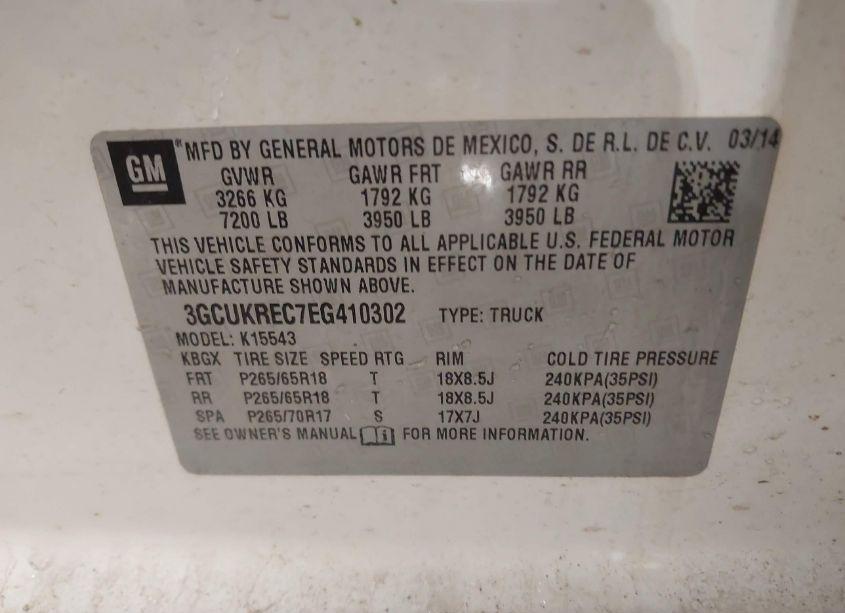 GM ® MFD BY GENERAL MOTORS DE MEXICO, S. DE R.L. DE C.V. 03/14
GVWR GAWR FRT GAWR RR
3266 KG 1792 KG 1792 KG
7200 LB 3950 LB 3950 LB
THIS VEHICLE CONFORMS TO ALL APPLICABLE U.S. FEDERAL MOTOR
VEHICLE SAFETY STANDARDS IN EFFECT ON THE DATE OF
MANUFACTURE SHOWN ABOVE.
3GCUKREC7EG410302 TYPE: TRUCK
MODEL: K15543
KBGX TIRE SIZE SPEED RTG RIM COLD TIRE PRESSURE
FRT P265/65R18 T 18X8.5J 240KPA(35PSI)
RR P265/65R18 T 18X8.5J 240KPA(35PSI)
SPA P265/70R17 S 17X7J 240KPA(35PSI)
SEE OWNER'S MANUAL FOR MORE INFORMATION.